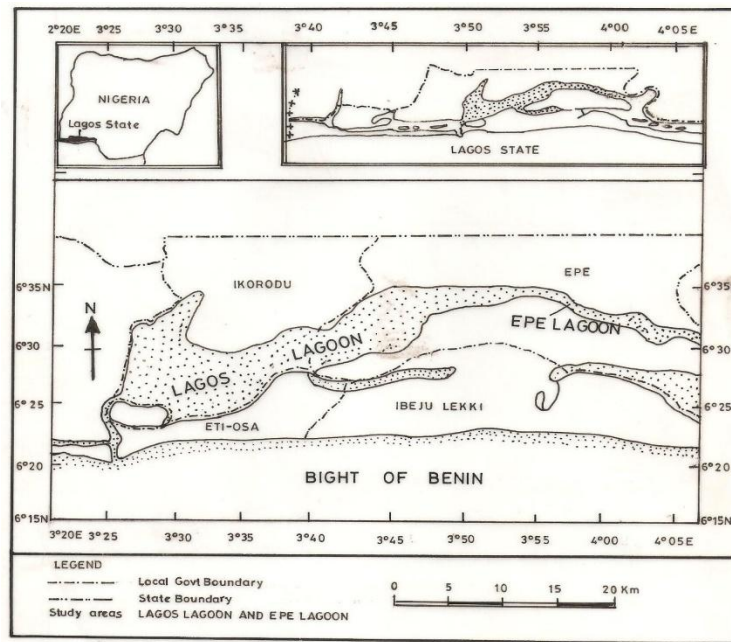 2°20E 3°25 3°30 3°35 3°40 3°45 3°50 3°55 4°00 4°05E
NIGERIA
Lagos State
LAGOS STATE
6°35N
6°30
6°25
6°20
6°15N
N
IKORODU
EPE
EPE LAGOON
LAGOS LAGOON
ETI-OSA
IBEJU LEKKI
BIGHT OF BENIN
6°35N
6°30
6°25
6°20
6°15N
3°20E 3°25 3°30 3°35 3°40 3°45 3°50 3°55 4°00 4°05E
LEGEND
Local Govt Boundary
State Boundary
Study areas LAGOS LAGOON AND EPE LAGOON
0 5 10 15 20 Km